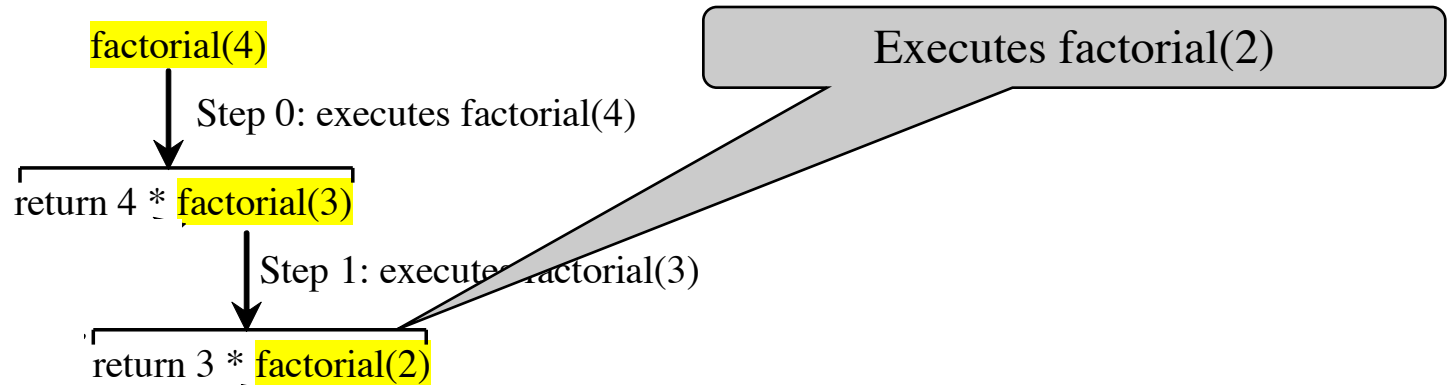 factorial(4)
Executes factorial(2)
Step 0: executes factorial(4)
return 4 * factorial(3)
Step 1: executes factorial(3)
return 3 * factorial(2)